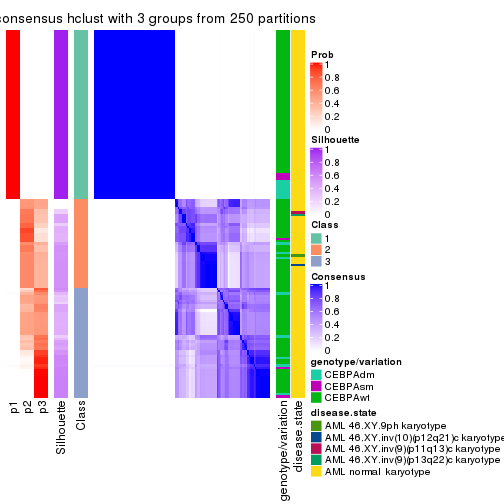 consensus hclust with 3 groups from 250 partitions
Prob
1
0.8
0.6
0.4
0.2
0
Silhouette
1
0.8
0.6
0.4
0.2
0
Class
1
2
3
Consensus
1
0.8
0.6
0.4
0.2
0
genotype/variation
CEBPAdm
CEBPAsm
CEBPAwt
disease.state
AML 46.XY.9ph karyotype
AML 46.XY.inv(10)(p12q21)c karyotype
AML 46.XY.inv(9)(p11q13)c karyotype
AML 46.XY.inv(9)(p13q22)c karyotype
AML normal karyotype
p1
p2
p3
Silhouette
Class
genotype/variation
disease.state